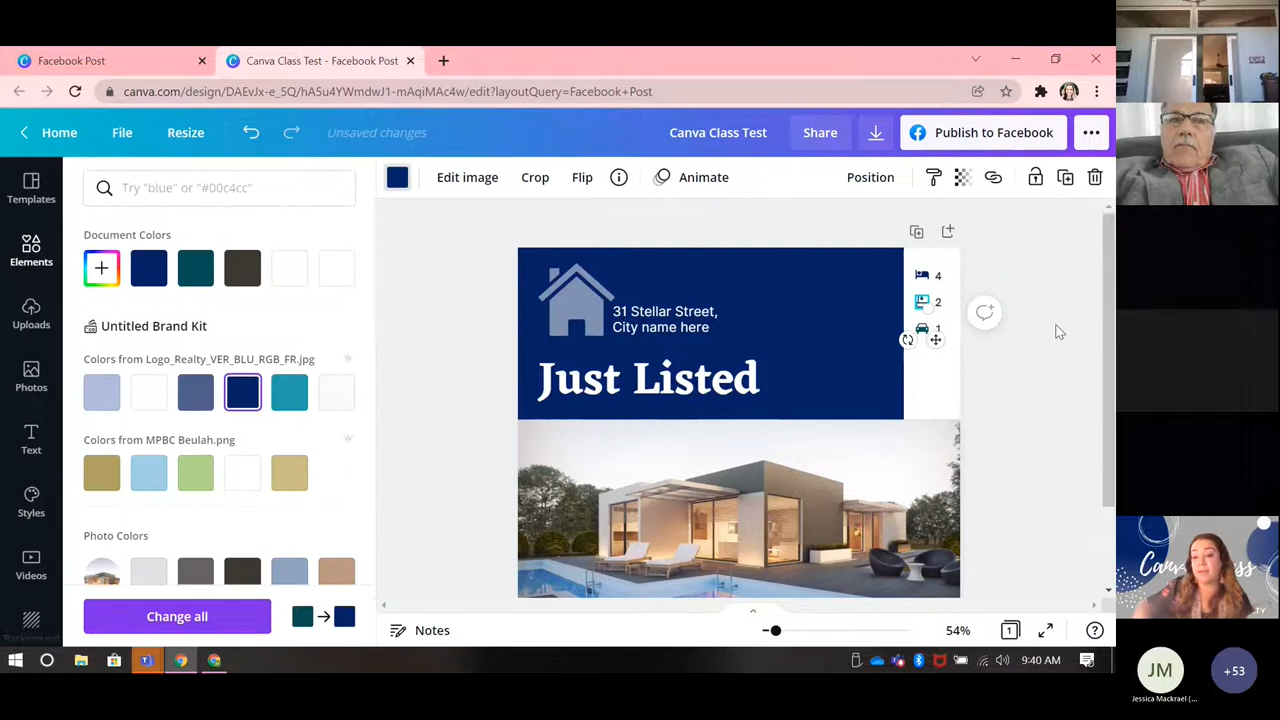 Facebook Post
Canva Class Test - Facebook Post
canva.com/design/DAEvJx-e_5Q/hA5u4YWmdwJ1-mAqiMAc4w/edit?layoutQuery=Facebook+Post
Home
File
Resize
Unsaved changes
Canva Class Test
Share
Publish to Facebook
Templates
Elements
Uploads
Photos
Text
Styles
Videos
Try "blue" or "#00c4cc"
Document Colors
Untitled Brand Kit
Colors from Logo_Realty_VER_BLU_RGB_FR.jpg
Colors from MPBC Beulah.png
Photo Colors
Change all
Edit image
Crop
Flip
Animate
Position
31 Stellar Street,
City name here
Just Listed
4
2
1
Notes
54%
1
9:40 AM
JM
Jessica Mackrael (...
+53